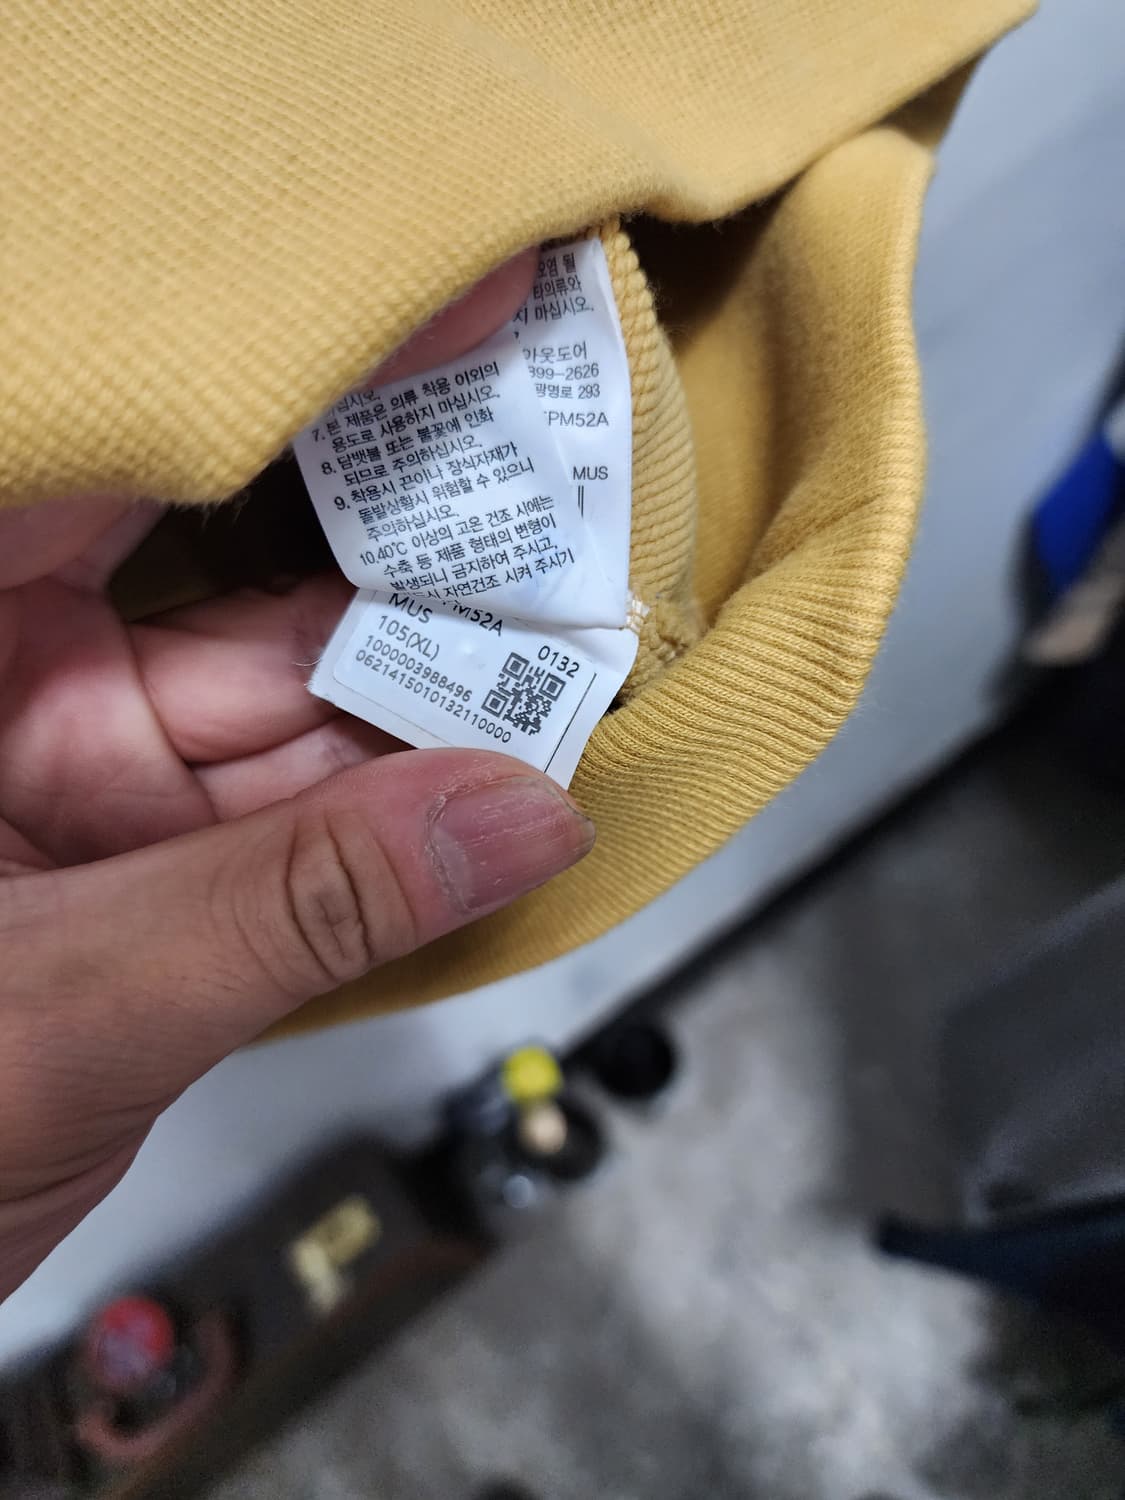 오염 될
타의류와
지 마십시오.
아웃도어
899-2626
광명로 293
PM52A
MUS
십시오.
7. 본 제품은 의류 착용 이외의
용도로 사용하지 마십시오.
8. 담뱃불 또는 불꽃에 인화
되므로 주의하십시오.
9. 착용시 끈이나 장식자재가
돌발상황시 위험할 수 있으니
주의하십시오.
10.40℃ 이상의 고온 건조 시에는
수축 등 제품 형태의 변형이
발생되니 금지하여 주시고,
자연건조 시켜 주시기
M52A
MUS
105(XL)
0132
1000003988496
0621415010132110000